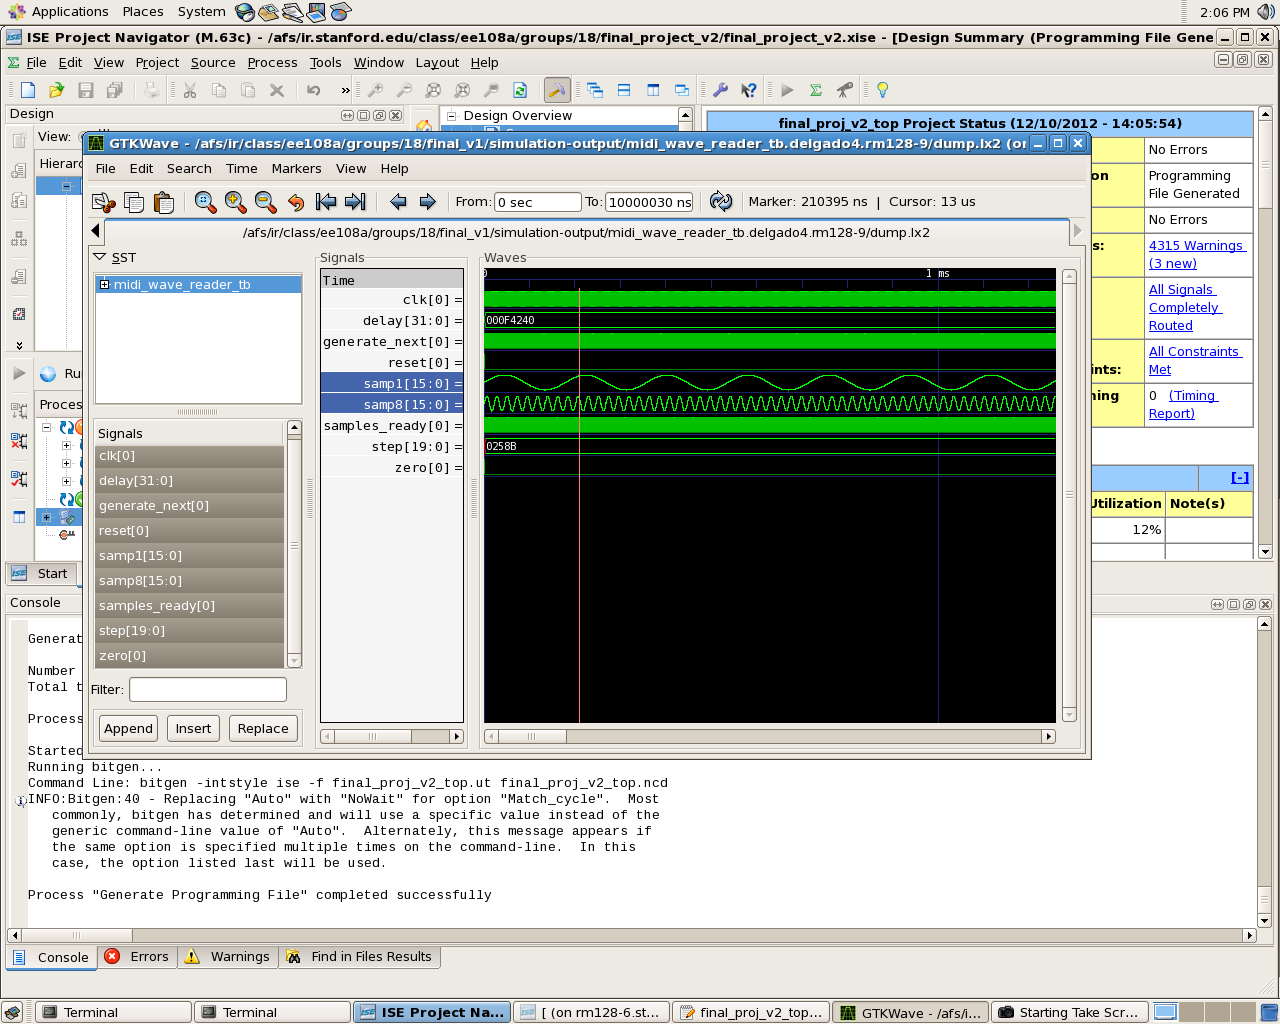 Applications Places System
2:06 PM
ISE Project Navigator (M.63c) - /afs/ir.stanford.edu/class/ee108a/groups/18/final_project_v2/final_project_v2.xise - [Design Summary (Programming File Gene
File Edit View Project Source Process Tools Window Layout Help
Design
Design Overview
View:
Hierarc
final_proj_v2_top Project Status (12/10/2012 - 14:05:54)
No Errors
on
Programming
File Generated
No Errors
s:
4315 Warnings
(3 new)
All Signals
Completely
Routed
ints:
All Constraints
Met
ning
0 (Timing
Report)
[-]
Utilization Note(s)
12%
GTKWave - /afs/ir/class/ee108a/groups/18/final_v1/simulation-output/midi_wave_reader_tb.delgado4.rm128-9/dump.lx2 (or
File Edit Search Time Markers View Help
From: 0 sec To: 10000030 ns Marker: 210395 ns | Cursor: 13 us
/afs/ir/class/ee108a/groups/18/final_v1/simulation-output/midi_wave_reader_tb.delgado4.rm128-9/dump.lx2
SST
midi_wave_reader_tb
Signals
clk[0]
delay[31:0]
generate_next[0]
reset[0]
samp1[15:0]
samp8[15:0]
samples_ready[0]
step[19:0]
zero[0]
Filter:
Append Insert Replace
Signals
Time
clk[0] =
delay[31:0] =
generate_next[0] =
reset[0] =
samp1[15:0] =
samp8[15:0] =
samples_ready[0] =
step[19:0] =
zero[0] =
Waves
0
1 ms
000F4240
0258B
Ru
Proces
Start
Console
Generat
Number
Total t
Process
Started
Running bitgen...
Command Line: bitgen -intstyle ise -f final_proj_v2_top.ut final_proj_v2_top.ncd
INFO:Bitgen:40 - Replacing "Auto" with "NoWait" for option "Match_cycle".  Most
commonly, bitgen has determined and will use a specific value instead of the
generic command-line value of "Auto".  Alternately, this message appears if
the same option is specified multiple times on the command-line.  In this
case, the option listed last will be used.
Process "Generate Programming File" completed successfully
Console Errors Warnings Find in Files Results
Terminal Terminal ISE Project Na... [ (on rm128-6.st... final_proj_v2_top... GTKWave - /afs/i... Starting Take Scr...